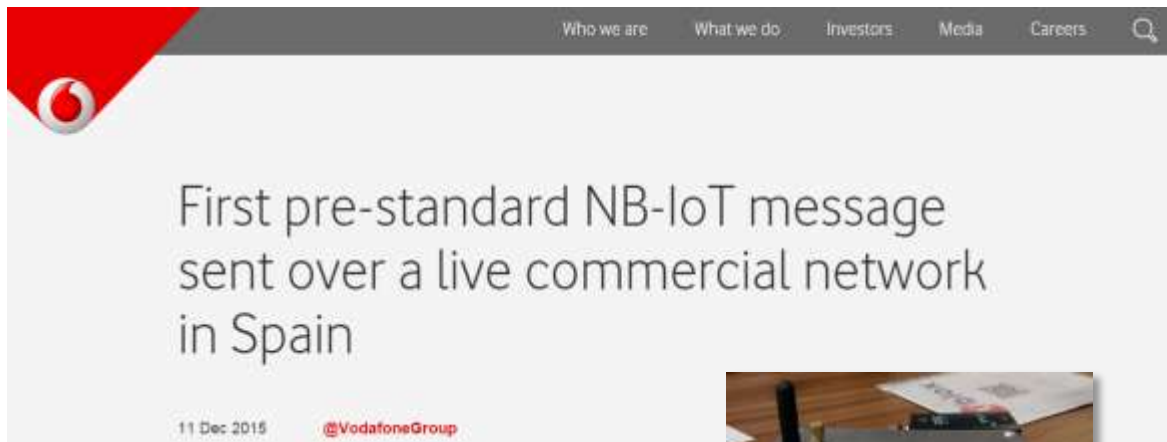 Who we are What we do Investors Media Careers
First pre-standard NB-IoT message
sent over a live commercial network
in Spain
11 Dec 2015 @VodafoneGroup